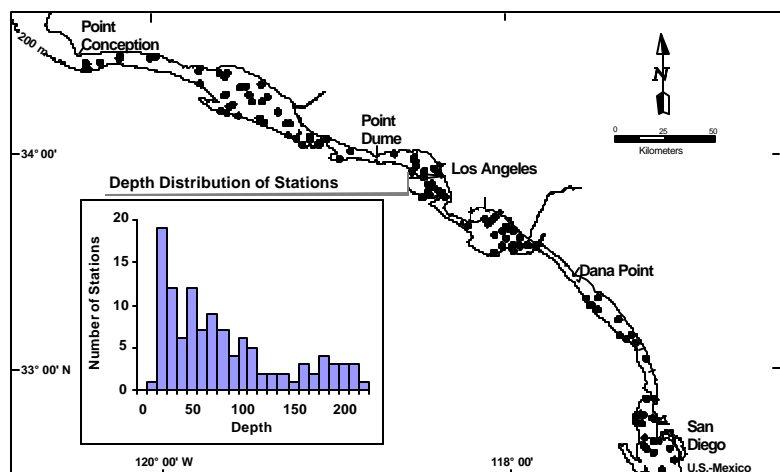 Point
Conception
200 m
N
Point
Dume
0 25 50
Kilometers
34° 00'
Los Angeles
Depth Distribution of Stations
20
15
10
5
0
Number of Stations
0 50 100 150 200
Depth
Dana Point
33° 00' N
San
Diego
U.S.-Mexico
120° 00' W
118° 00'